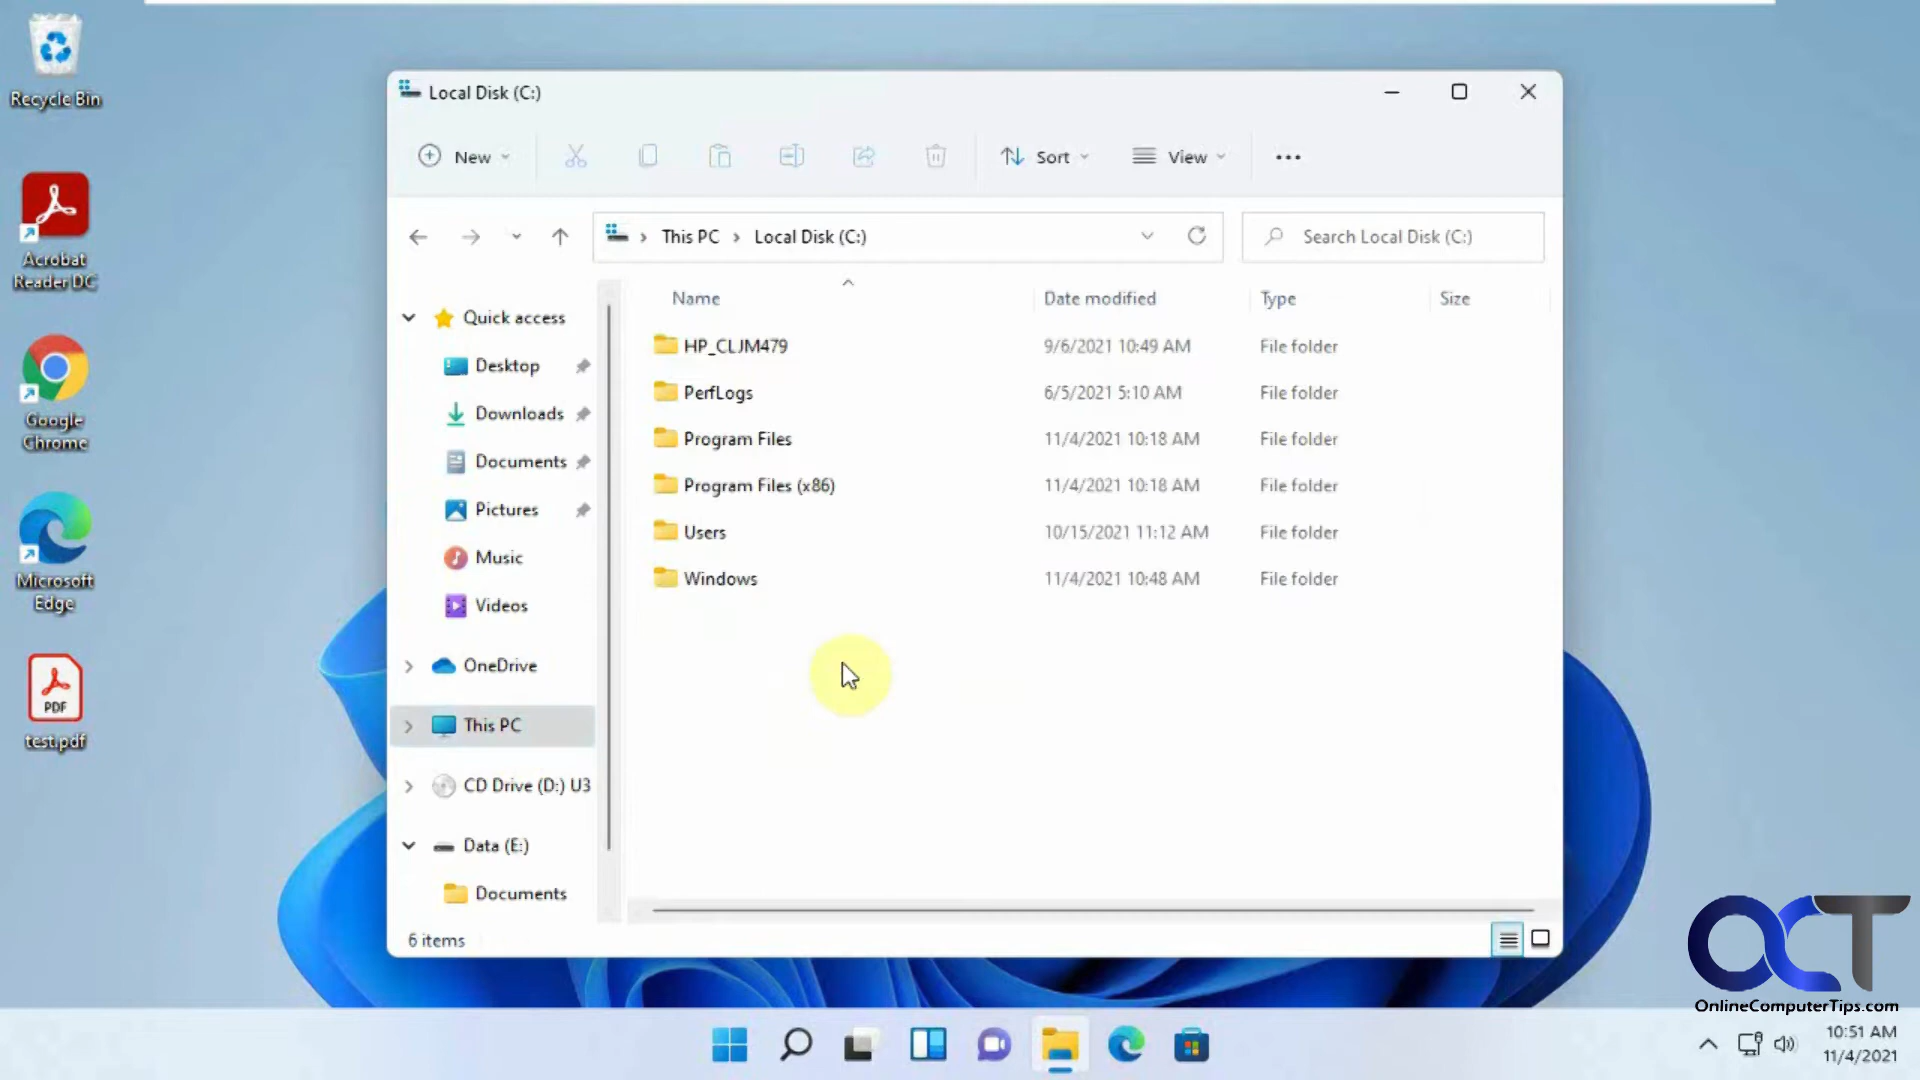 Recycle Bin
Acrobat
Reader DC
Google
Chrome
Microsoft
Edge
PDF
test.pdf
Local Disk (C:)
New
Sort
View
This PC
Local Disk (C:)
Search Local Disk (C:)
Quick access
Desktop
Downloads
Documents
Pictures
Music
Videos
OneDrive
This PC
CD Drive (D:) U3
Data (E:)
Documents
Name Date modified Type Size
HP_CLJM479 9/6/2021 10:49 AM File folder
PerfLogs 6/5/2021 5:10 AM File folder
Program Files 11/4/2021 10:18 AM File folder
Program Files (x86) 11/4/2021 10:18 AM File folder
Users 10/15/2021 11:12 AM File folder
Windows 11/4/2021 10:48 AM File folder
6 items
OCT
OnlineComputerTips.com
10:51 AM
11/4/2021